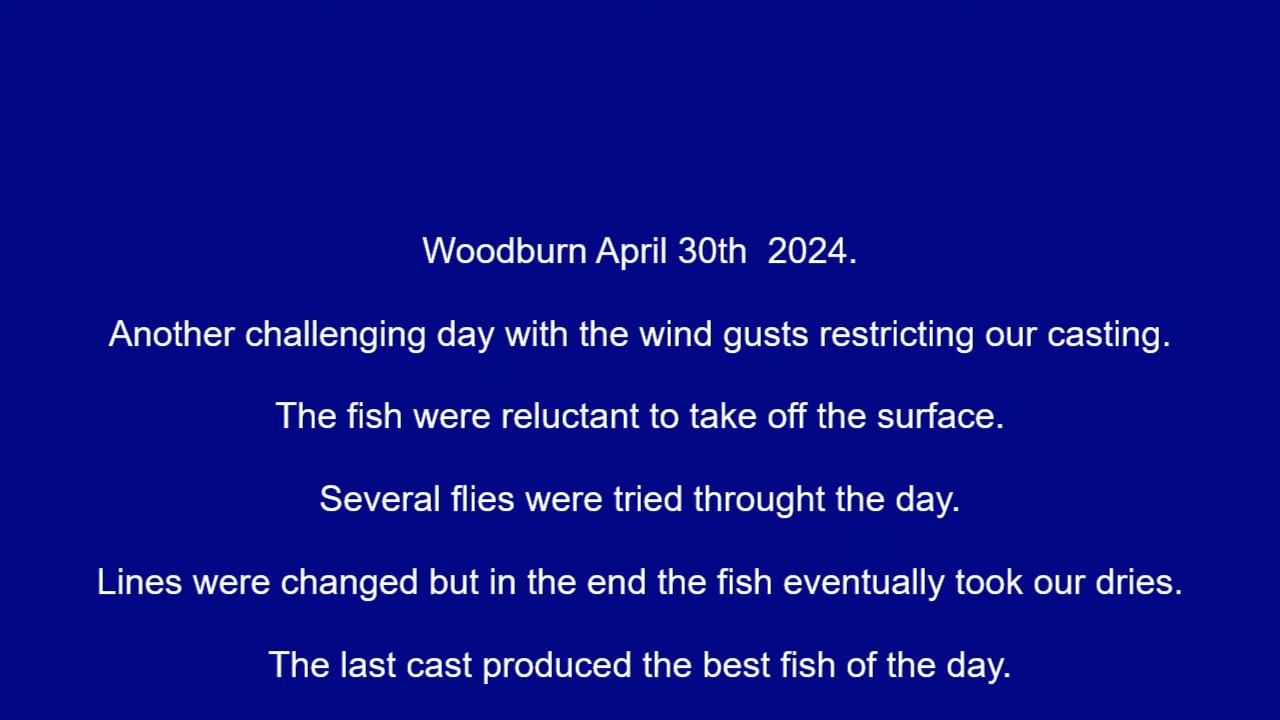 Woodburn April 30th  2024.
Another challenging day with the wind gusts restricting our casting.
The fish were reluctant to take off the surface.
Several flies were tried throught the day.
Lines were changed but in the end the fish eventually took our dries.
The last cast produced the best fish of the day.